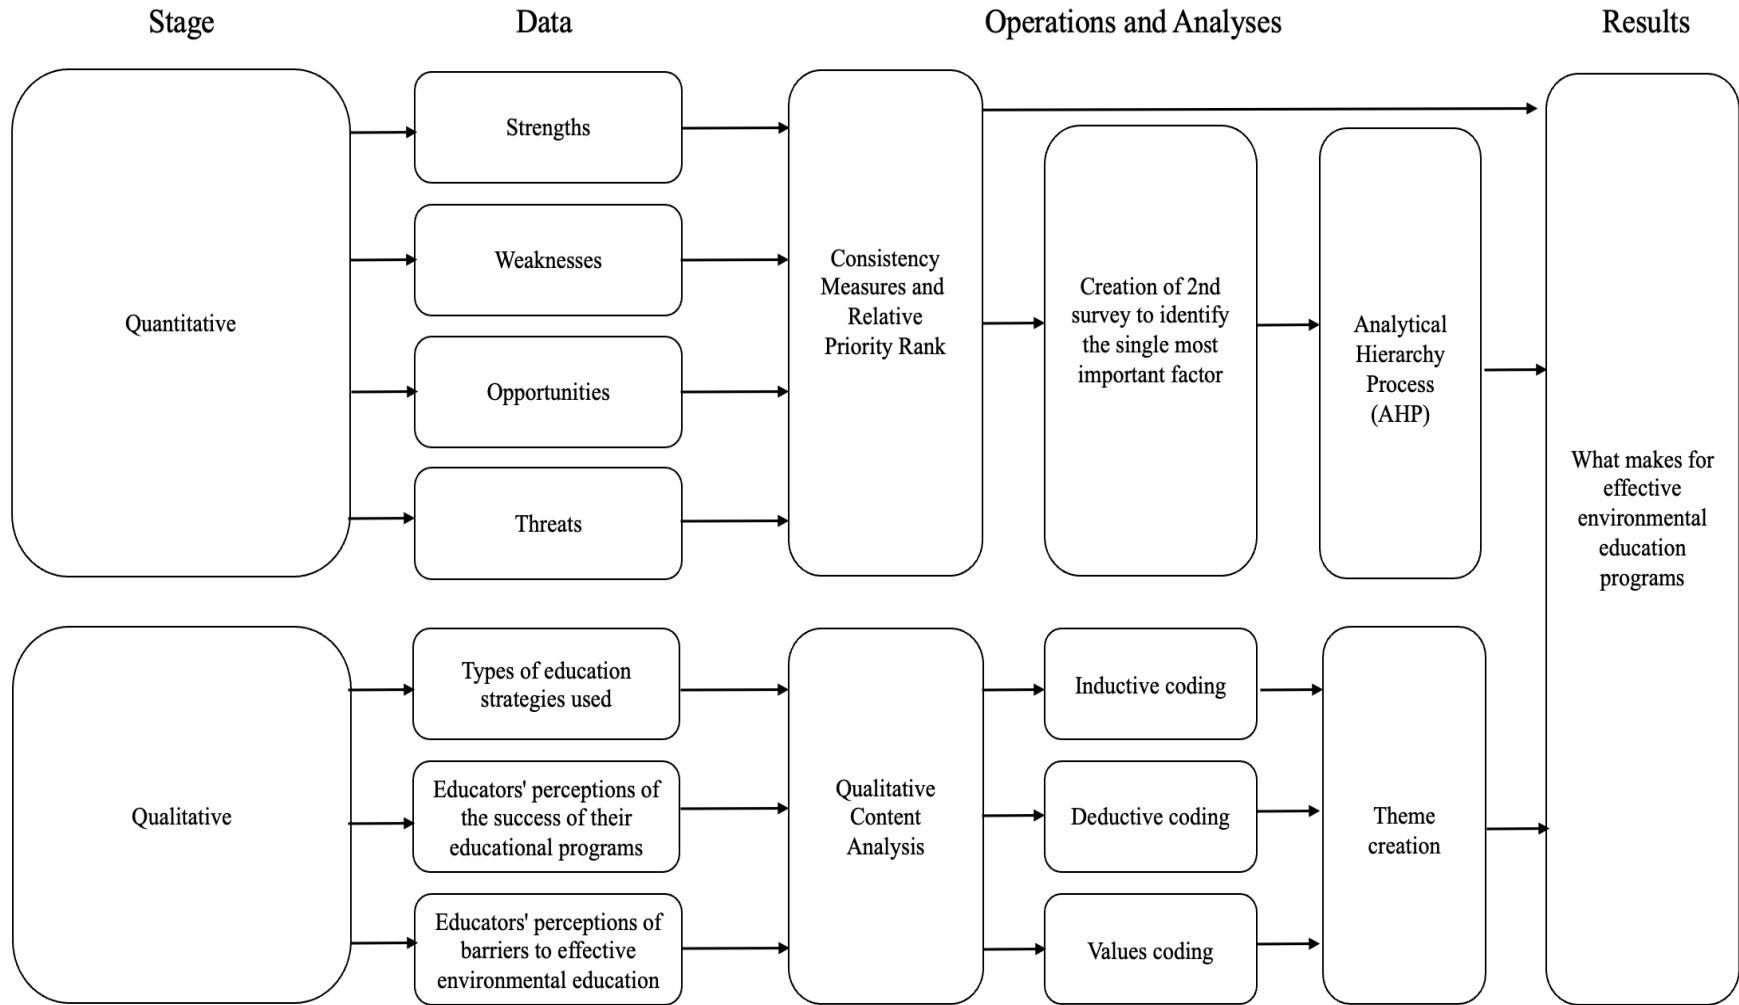 Stage
Data
Operations and Analyses
Results
Quantitative
Strengths
Weaknesses
Opportunities
Threats
Consistency
Measures and
Relative
Priority Rank
Creation of 2nd
survey to identify
the single most
important factor
Analytical
Hierarchy
Process
(AHP)
What makes for
effective
environmental
education
programs
Qualitative
Types of education
strategies used
Educators' perceptions of
the success of their
educational programs
Educators' perceptions of
barriers to effective
environmental education
Qualitative
Content
Analysis
Inductive coding
Deductive coding
Values coding
Theme
creation